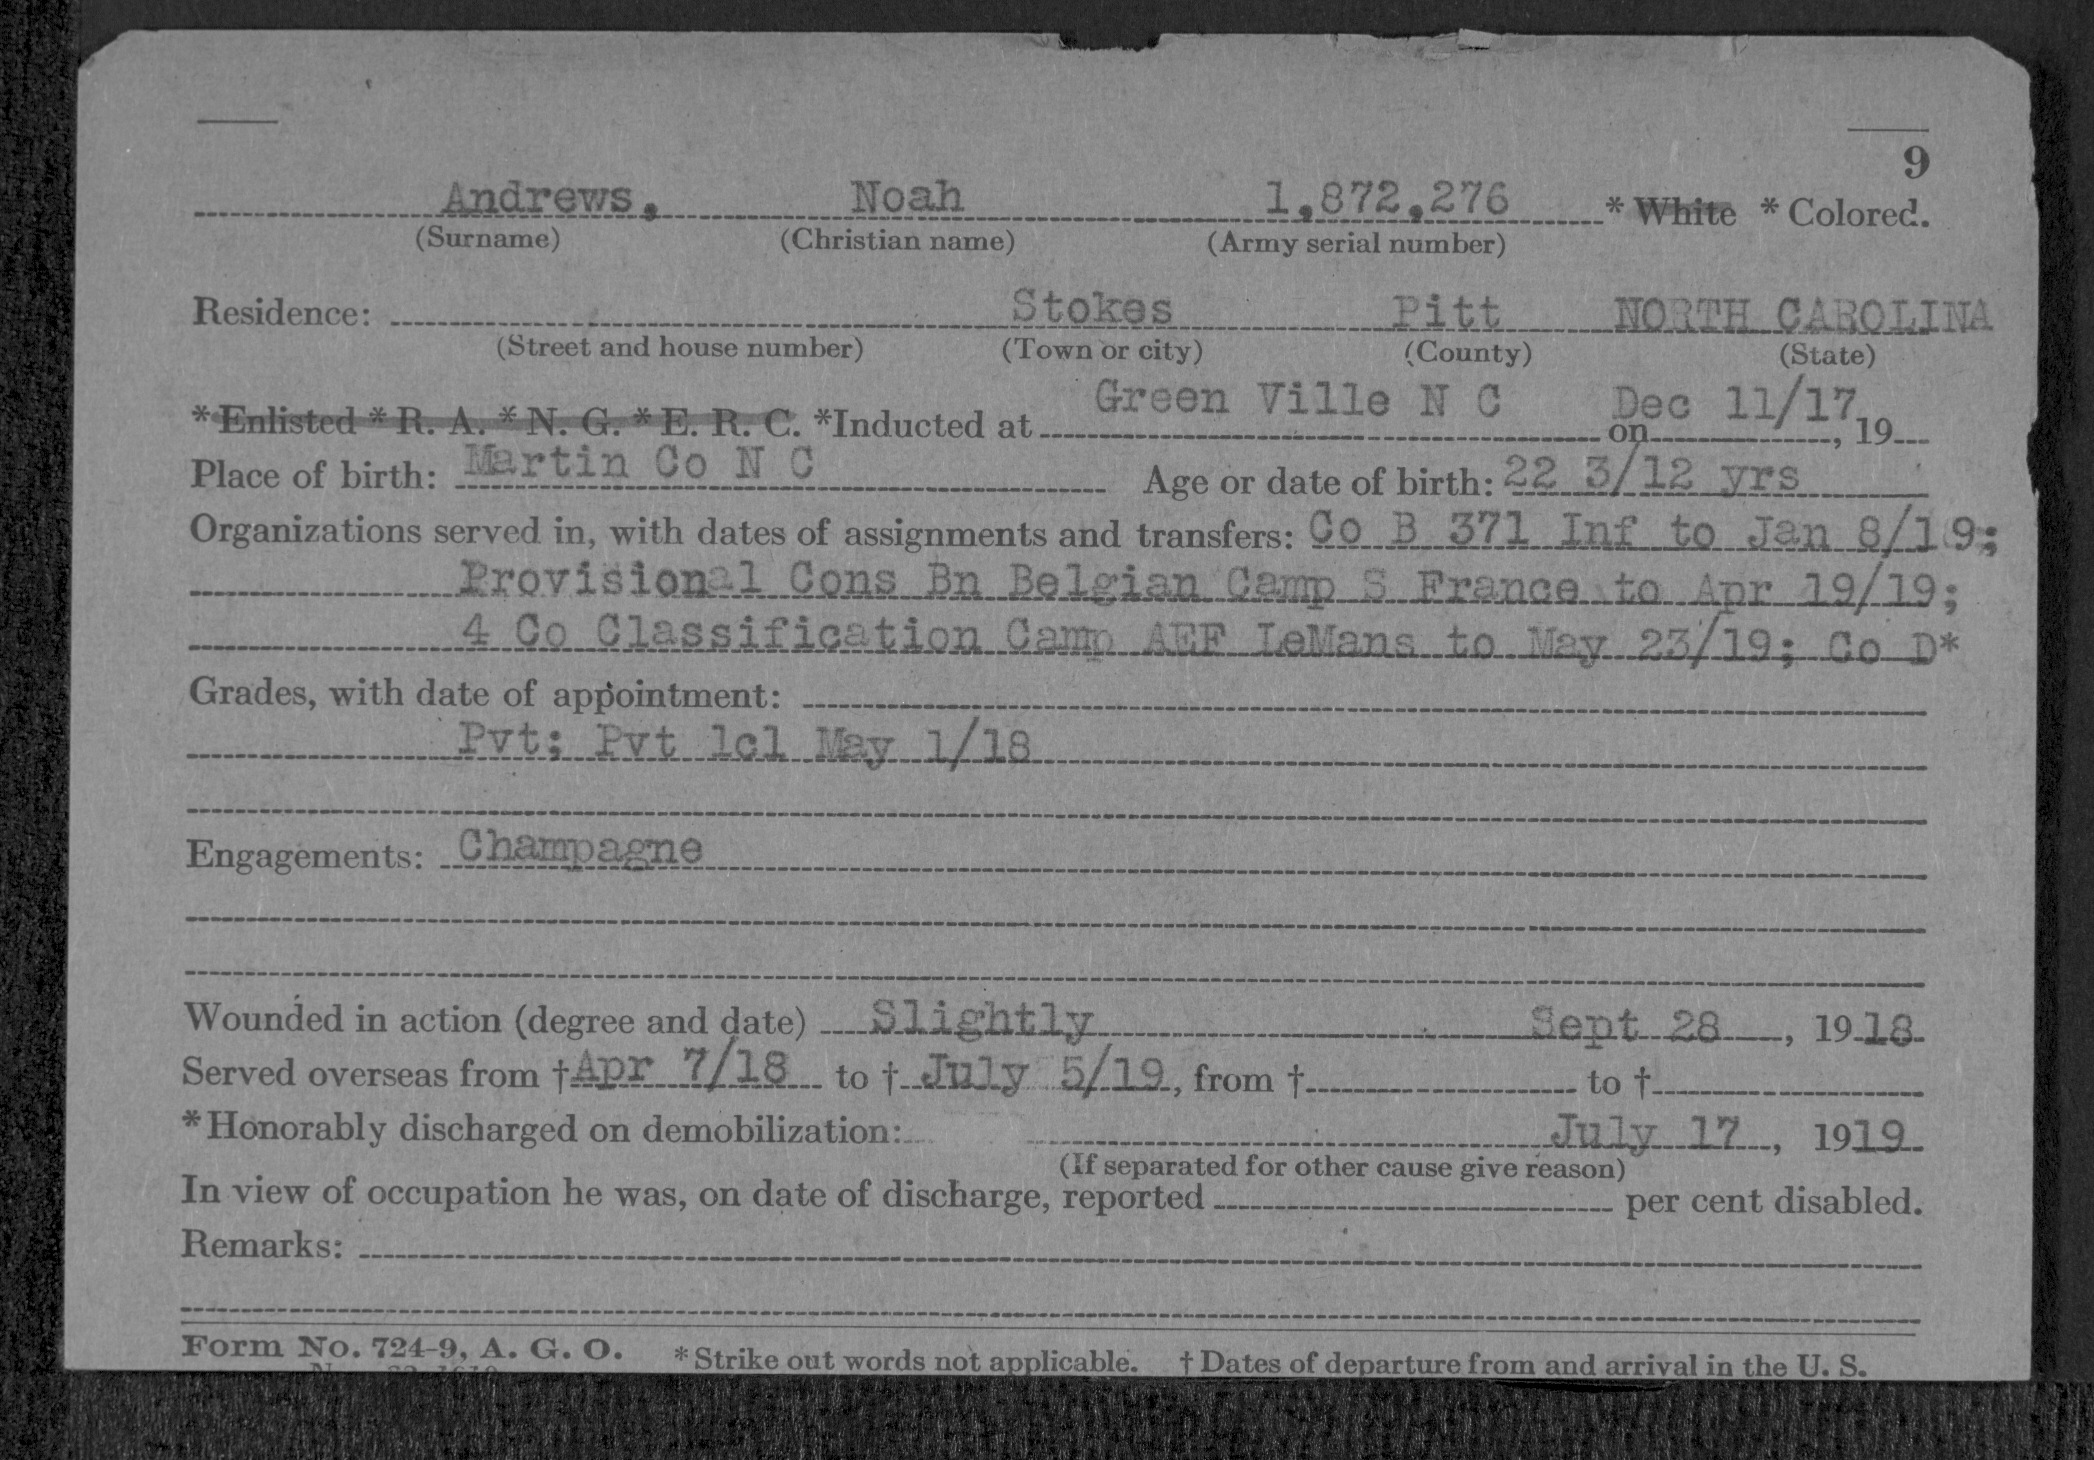 9
Andrews, Noah 1,872,276 * White * Colored.
(Surname) (Christian name) (Army serial number)
Residence: Stokes Pitt NORTH CAROLINA
(Street and house number) (Town or city) (County) (State)
* Enlisted * R. A. * N. G. * E. R. C. *Inducted at Green Ville N C on Dec 11/17, 19
Place of birth: Martin Co N C Age or date of birth: 22 3/12 yrs
Organizations served in, with dates of assignments and transfers: Co B 371 Inf to Jan 8/19;
Provisional Cons Bn Belgian Camp S France to Apr 19/19;
4 Co Classification Camp AEF LeMans to May 23/19; Co D*
Grades, with date of appointment:
Pvt; Pvt 1cl May 1/18
Engagements: Champagne
Wounded in action (degree and date) Slightly Sept 28, 1918
Served overseas from † Apr 7/18 to † July 5/19, from † to †
* Honorably discharged on demobilization: July 17, 1919
(If separated for other cause give reason)
In view of occupation he was, on date of discharge, reported per cent disabled.
Remarks:
Form No. 724-9, A. G. O. * Strike out words not applicable. † Dates of departure from and arrival in the U. S.